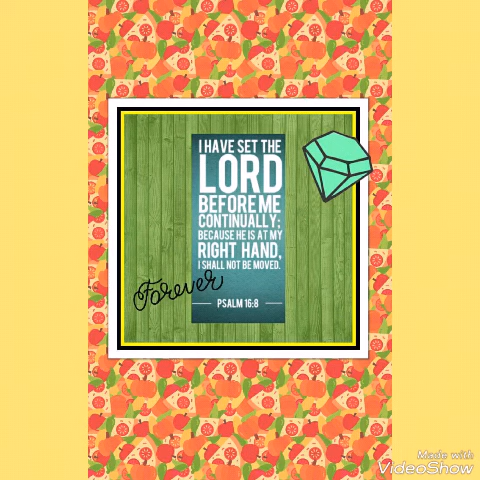 I HAVE SET THE
LORD
BEFORE ME
CONTINUALLY;
BECAUSE HE IS AT MY
RIGHT HAND,
I SHALL NOT BE MOVED.
Forever
PSALM 16:8
Made with
VideoShow